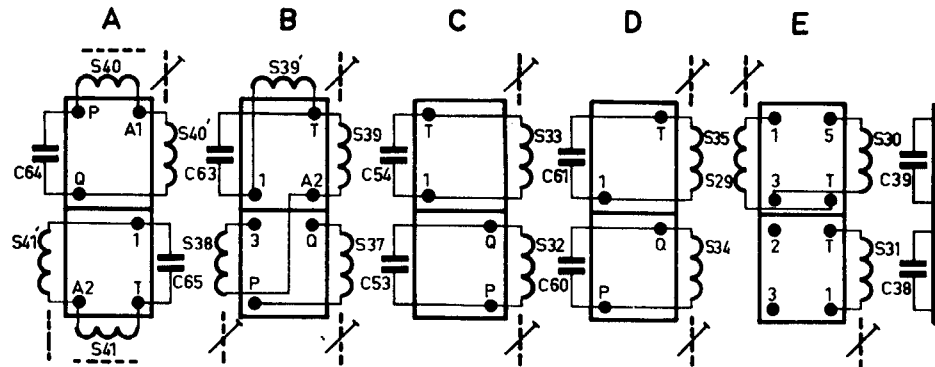 A B C D E
S40 S39'
P A1 T T T 1 5
S40' S39 S33 S35 S30
C64 C63 C54 C61 S29 C39
Q 1 A2 1 1 3 T
S41' 1 S38 3 Q S37 Q S32 Q S34 2 T S31
C65 C53 C60 C38
A2 T P P P 3 1
S41